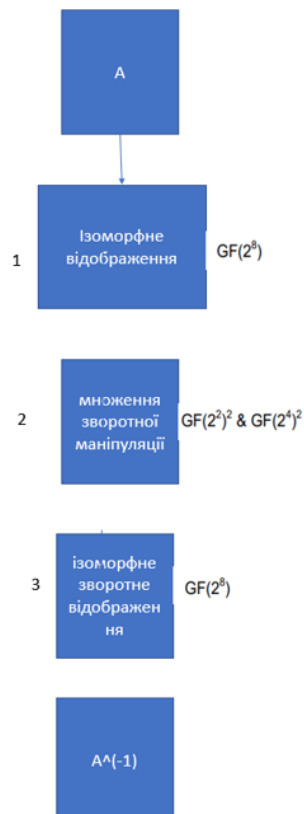 A
Ізоморфне
відображення
1
GF(2⁸)
множення
зворотної
маніпуляції
2
GF(2²)² & GF(2⁴)²
ізоморфне
зворотне
відображен
ня
3
GF(2⁸)
A^(-1)